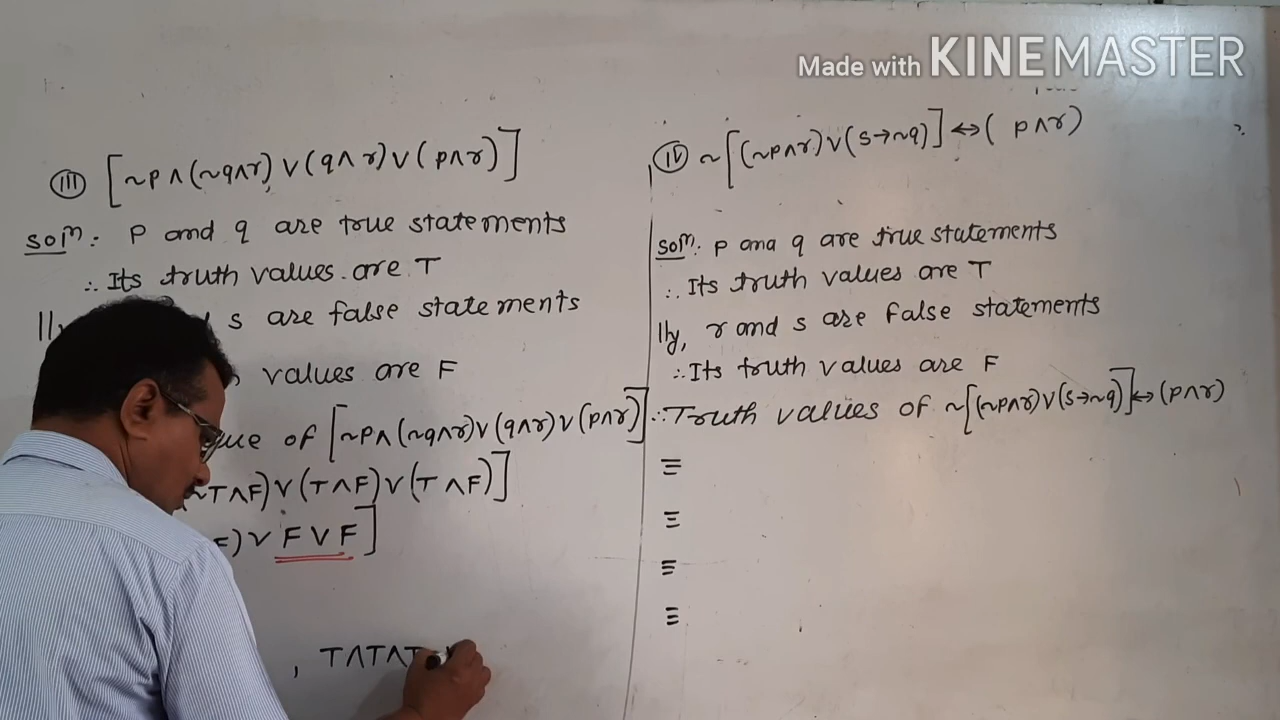 Made with KINEMASTER
(III) [~p∧(~q∧r)∨(q∧r)∨(p∧r)]
Soln: P and q are true statements
∴ Its truth values are T
s are false statements
values are F
of [~p∧(~q∧r)∨(q∧r)∨(p∧r)]
~T∧F)∨(T∧F)∨(T∧F)]
F)∨ F∨F]
, T∧T∧T
(IV) ~[(~p∧r)∨(s→~q)]↔(p∧r)
Soln: p and q are true statements
∴ Its truth values are T
lly, r and s are false statements
∴ Its truth values are F
∴ Truth values of ~[(~p∧r)∨(s→~q)]↔(p∧r)
≡
≡
≡
≡